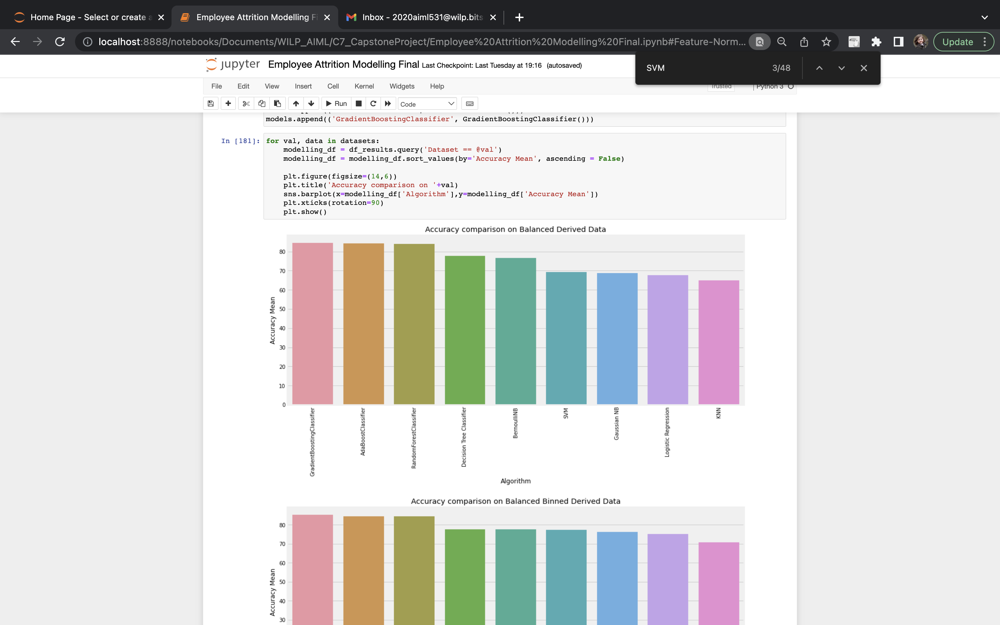 Home Page - Select or create a
Employee Attrition Modelling Fi
Inbox - 2020aiml531@wilp.bits
localhost:8888/notebooks/Documents/WILP_AIML/C7_CapstoneProject/Employee%20Attrition%20Modelling%20Final.ipynb#Feature-Norm...
Update
SVM
3/48
jupyter Employee Attrition Modelling Final Last Checkpoint: Last Tuesday at 19:16 (autosaved)
File Edit View Insert Cell Kernel Widgets Help
Trusted
Python 3
Run
Code
models.append(('GradientBoostingClassifier', GradientBoostingClassifier()))
In [181]:
for val, data in datasets:
modelling_df = df_results.query('Dataset == @val')
modelling_df = modelling_df.sort_values(by='Accuracy Mean', ascending = False)
plt.figure(figsize=(14,6))
plt.title('Accuracy comparison on '+val)
sns.barplot(x=modelling_df['Algorithm'],y=modelling_df['Accuracy Mean'])
plt.xticks(rotation=90)
plt.show()
Accuracy comparison on Balanced Derived Data
80
70
60
50
40
30
20
10
0
Accuracy Mean
GradientBoostingClassifier
AdaBoostClassifier
RandomForestClassifier
Decision Tree Classifier
BernoulliNB
SVM
Gaussian NB
Logistic Regression
KNN
Algorithm
Accuracy comparison on Balanced Binned Derived Data
80
70
60
50
40
30
Accuracy Mean